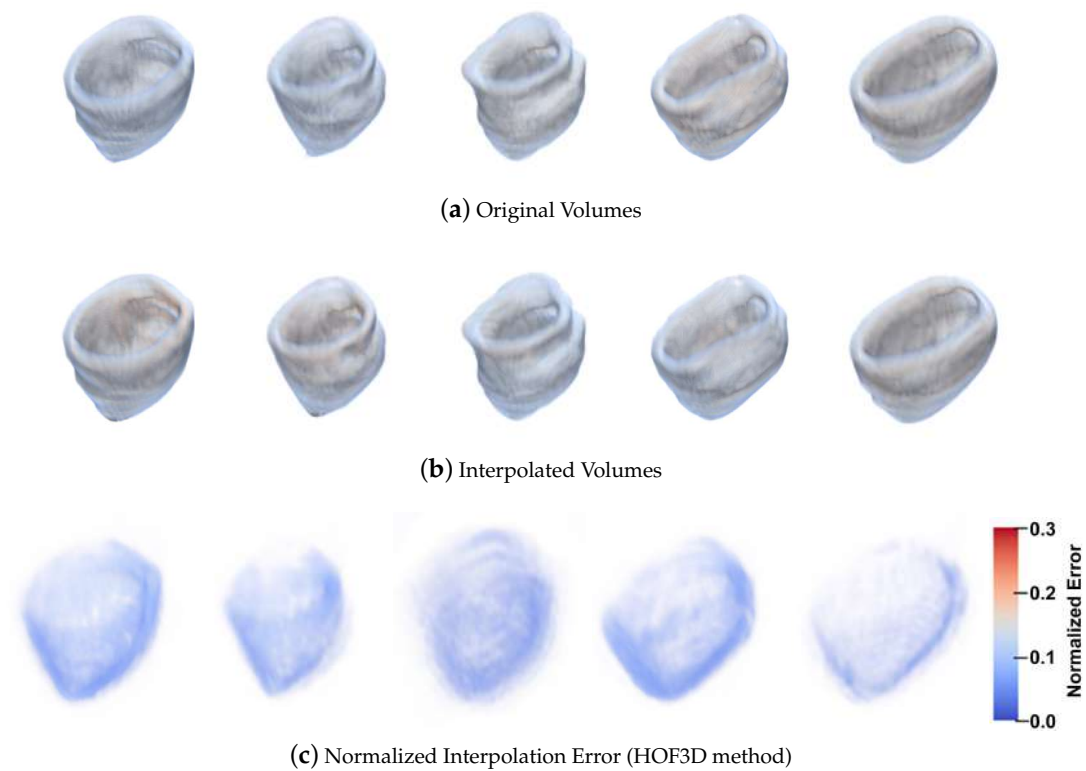 (a) Original Volumes
(b) Interpolated Volumes
0.3
0.2
0.1
0.0
Normalized Error
(c) Normalized Interpolation Error (HOF3D method)